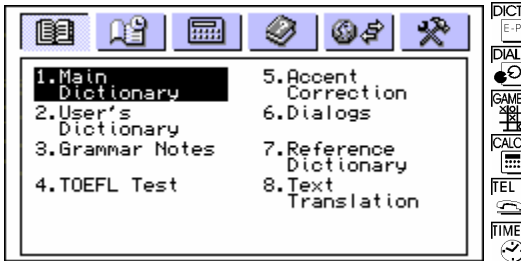 1.Main
Dictionary
2.User's
Dictionary
3.Grammar Notes
4.TOEFL Test
5.Accent
Correction
6.Dialogs
7.Reference
Dictionary
8.Text
Translation
DICT
E-P
DIAL
GAME
CALC
TEL
TIME